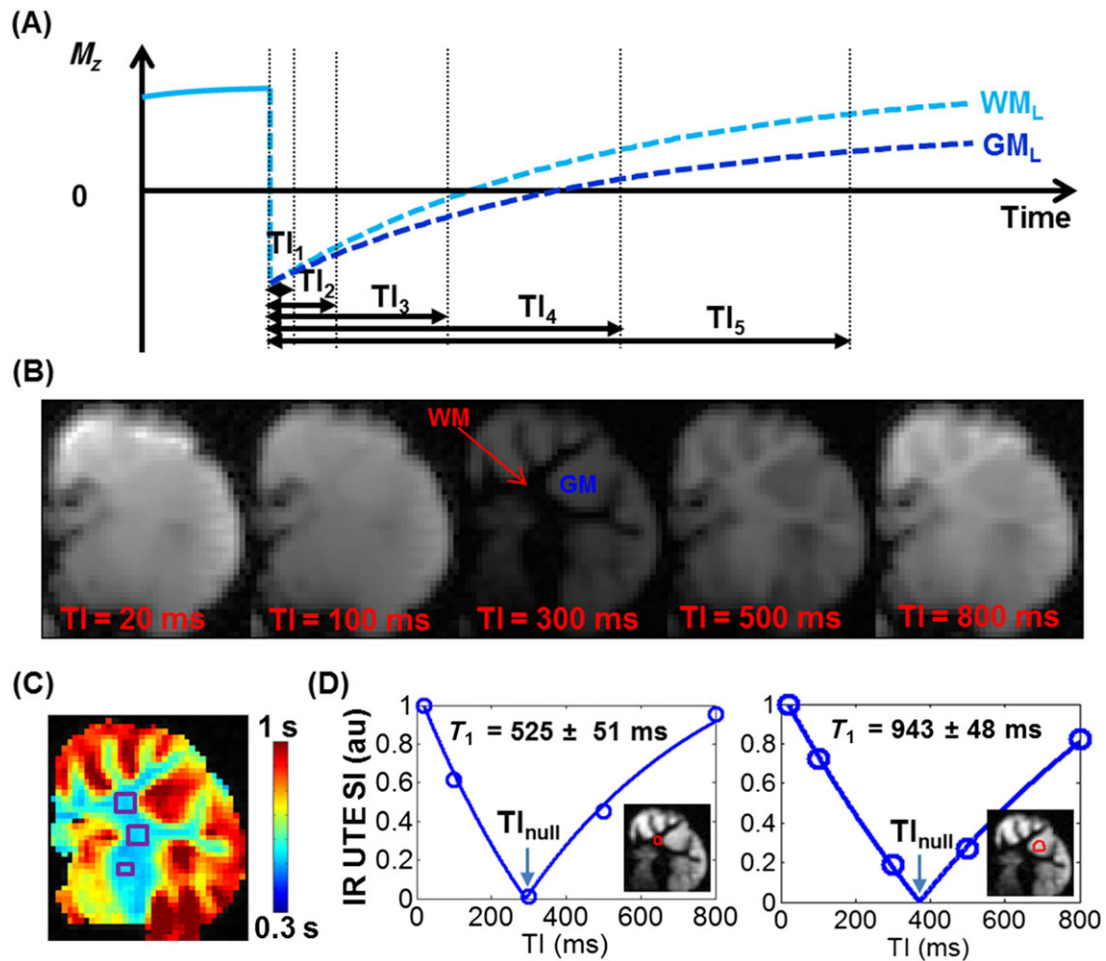 (A)
Mz
WML
GML
0
Time
TI1
TI2
TI3
TI4
TI5
(B)
WM
GM
TI = 20 ms
TI = 100 ms
TI = 300 ms
TI = 500 ms
TI = 800 ms
(C)
1 s
0.3 s
(D)
IR UTE SI (au)
1
0.8
0.6
0.4
0.2
0
T1 = 525 ± 51 ms
TInull
0 200 400 600 800
TI (ms)
1
0.8
0.6
0.4
0.2
0
T1 = 943 ± 48 ms
TInull
0 200 400 600 800
TI (ms)